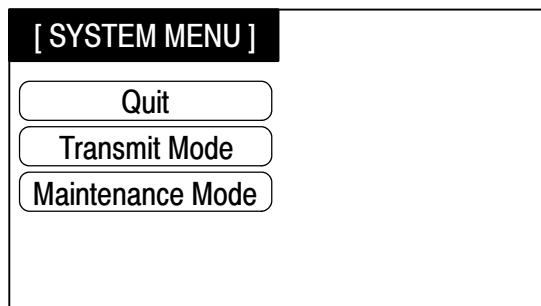 [ SYSTEM MENU ]
Quit
Transmit Mode
Maintenance Mode